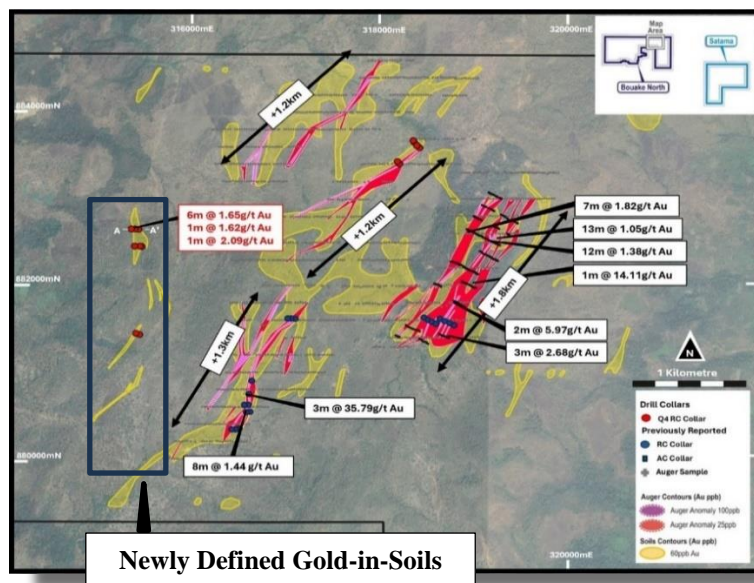 316000mE
318000mE
320000mE
Map
Area
Satama
Bouake North
884000mN
+1.2km
6m @ 1.65g/t Au
1m @ 1.62g/t Au
1m @ 2.09g/t Au
A
A'
+1.2km
7m @ 1.82g/t Au
13m @ 1.05g/t Au
12m @ 1.38g/t Au
1m @ 14.11g/t Au
882000mN
+1.8km
2m @ 5.97g/t Au
3m @ 2.68g/t Au
+1.3km
N
1 Kilometre
3m @ 35.79g/t Au
8m @ 1.44 g/t Au
880000mN
Drill Collars
Q4 RC Collar
Previously Reported
RC Collar
AC Collar
Auger Sample
Auger Contours (Au ppb)
Auger Anomaly 100ppb
Auger Anomaly 25ppb
Soils Contours (Au ppb)
60ppb Au
320000mE
Newly Defined Gold-in-Soils